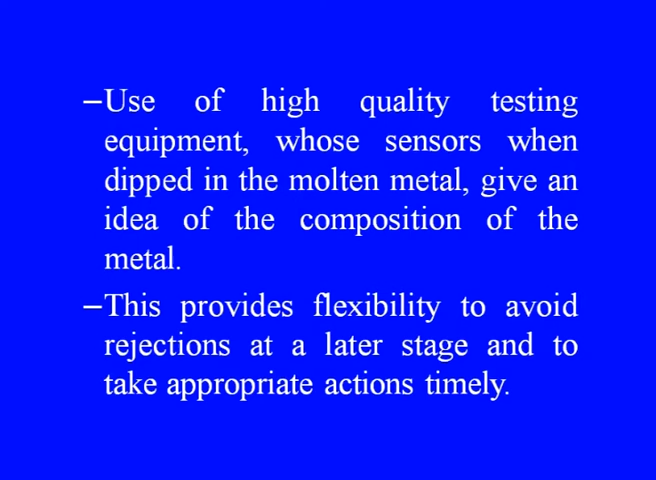 –Use of high quality testing
equipment, whose sensors when
dipped in the molten metal, give an
idea of the composition of the
metal.
–This provides flexibility to avoid
rejections at a later stage and to
take appropriate actions timely.